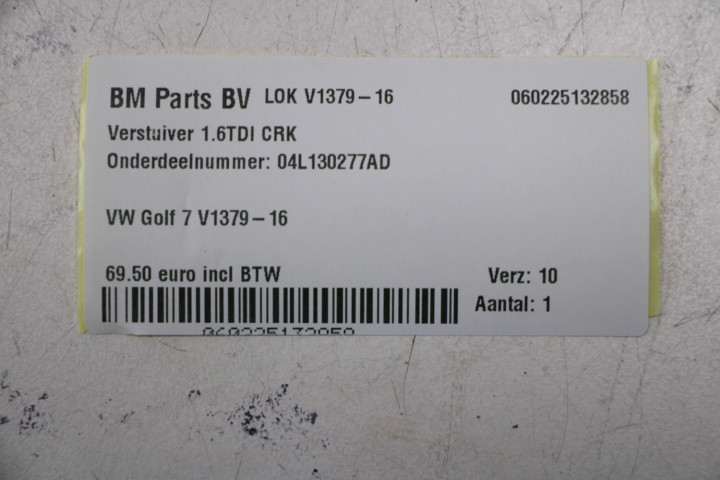 BM Parts BV LOK V1379-16 060225132858
Verstuiver 1.6TDI CRK
Onderdeelnummer: 04L130277AD
VW Golf 7 V1379-16
69.50 euro incl BTW Verz: 10
Aantal: 1
060225132858